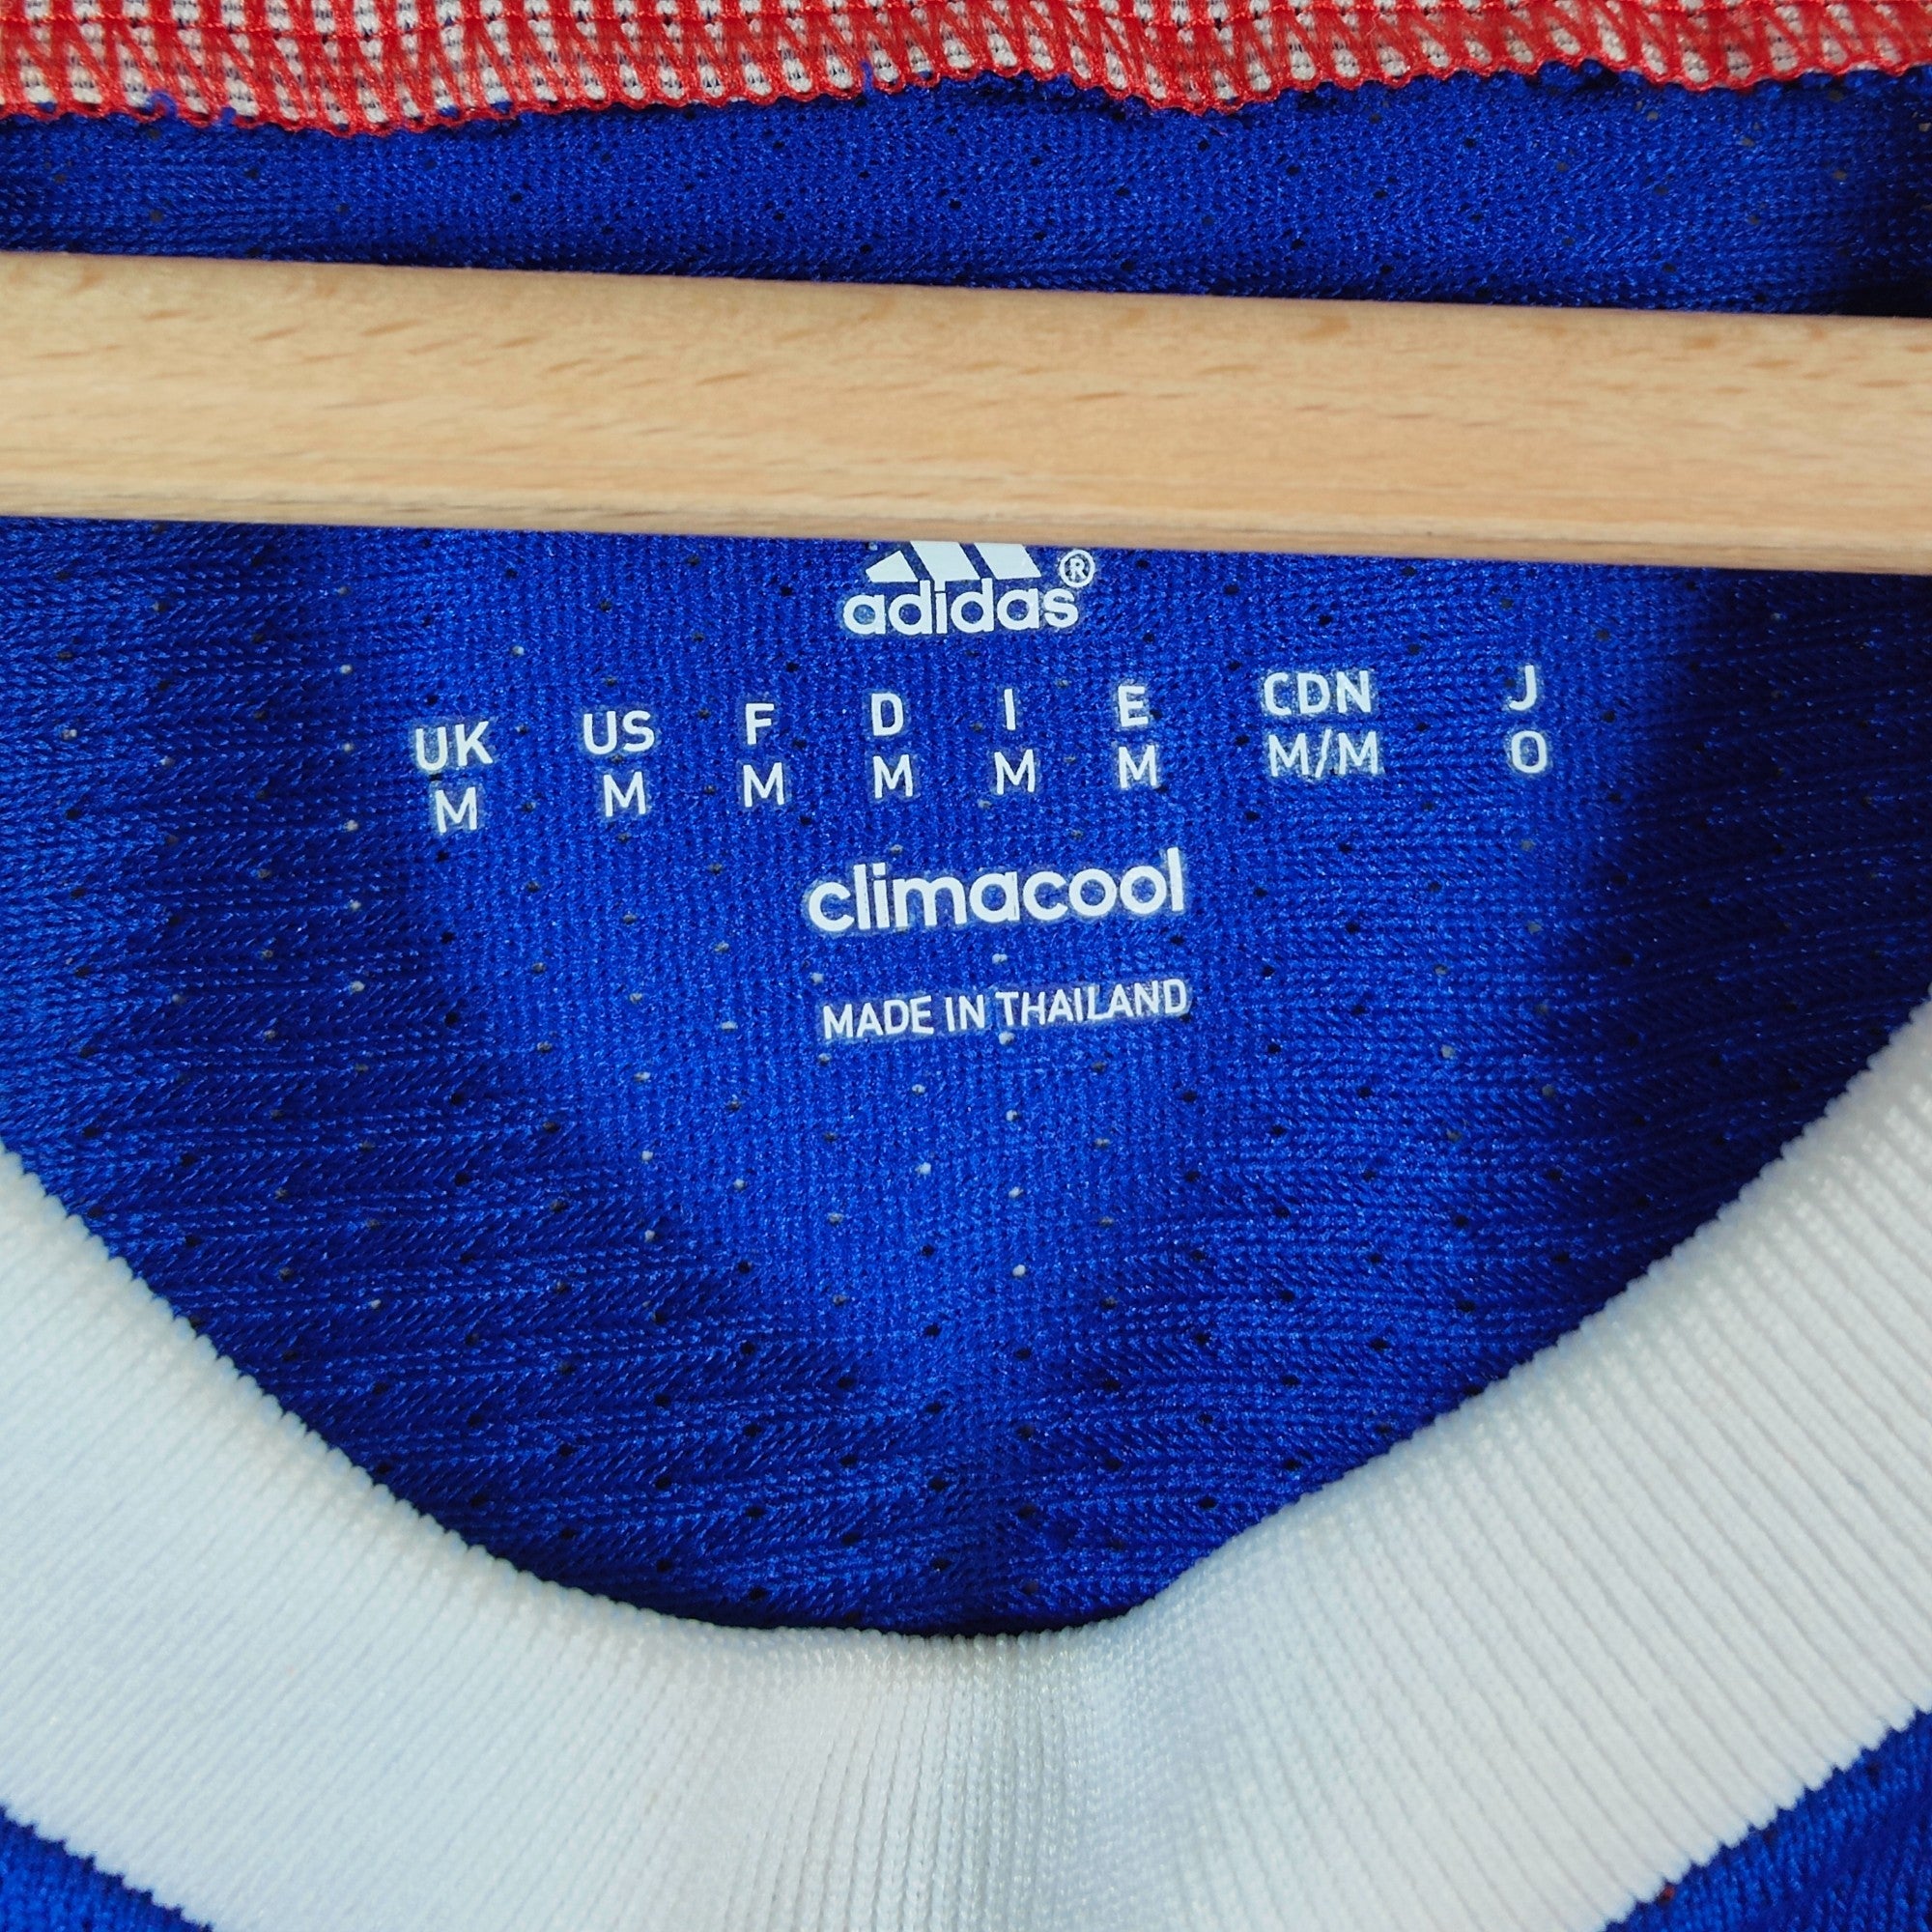 adidas®
UK US F D I E CDN J
M M M M M M M/M O
climacool
MADE IN THAILAND